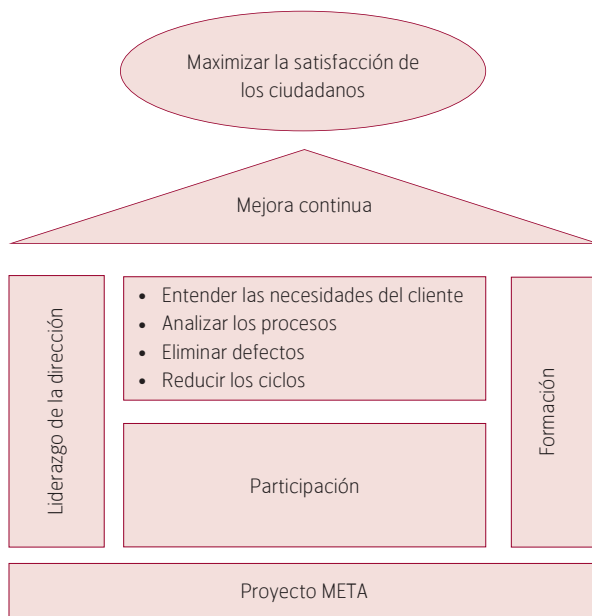 Maximizar la satisfacción de
los ciudadanos
Mejora continua
Liderazgo de la dirección
• Entender las necesidades del cliente
• Analizar los procesos
• Eliminar defectos
• Reducir los ciclos
Participación
Formación
Proyecto META